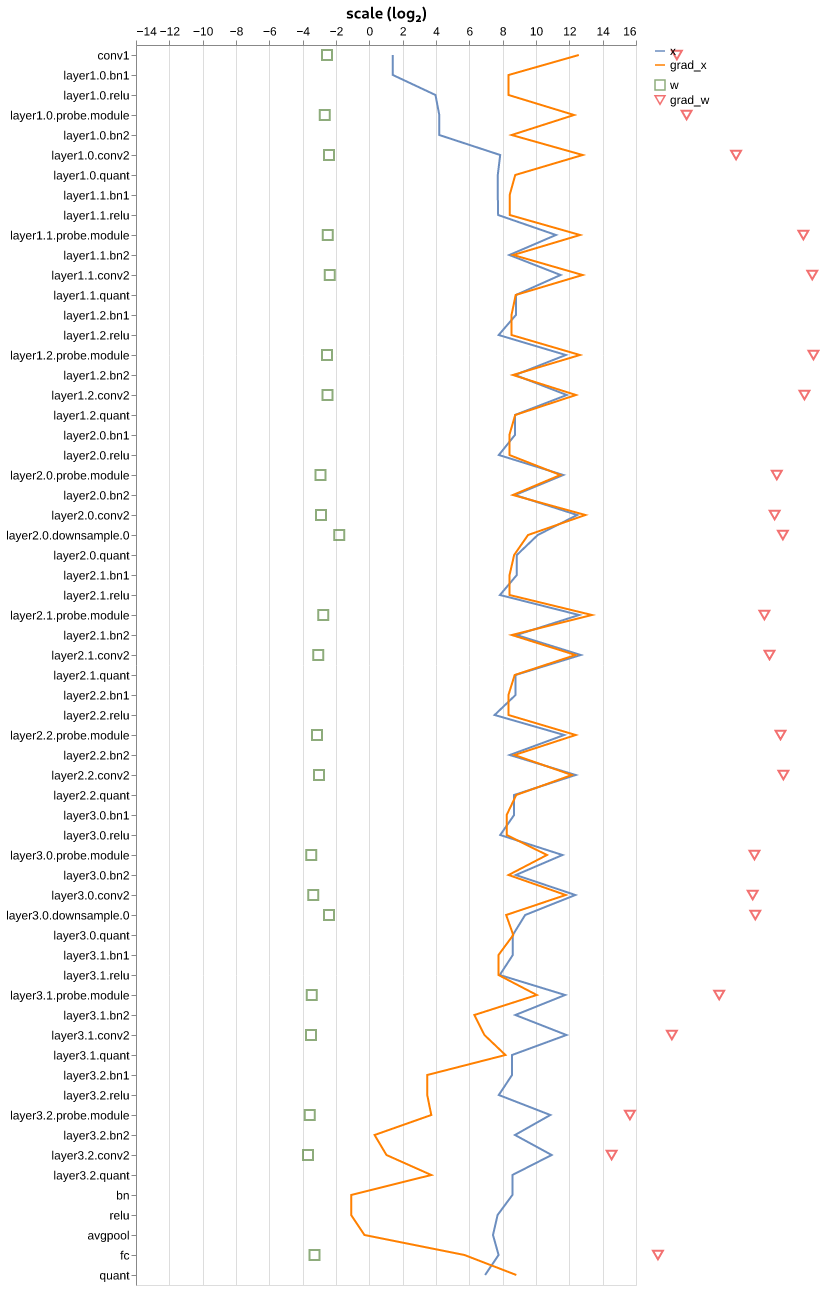 scale (log₂)
−14 −12 −10 −8 −6 −4 −2 0 2 4 6 8 10 12 14 16
x
grad_x
w
grad_w
conv1
layer1.0.bn1
layer1.0.relu
layer1.0.probe.module
layer1.0.bn2
layer1.0.conv2
layer1.0.quant
layer1.1.bn1
layer1.1.relu
layer1.1.probe.module
layer1.1.bn2
layer1.1.conv2
layer1.1.quant
layer1.2.bn1
layer1.2.relu
layer1.2.probe.module
layer1.2.bn2
layer1.2.conv2
layer1.2.quant
layer2.0.bn1
layer2.0.relu
layer2.0.probe.module
layer2.0.bn2
layer2.0.conv2
layer2.0.downsample.0
layer2.0.quant
layer2.1.bn1
layer2.1.relu
layer2.1.probe.module
layer2.1.bn2
layer2.1.conv2
layer2.1.quant
layer2.2.bn1
layer2.2.relu
layer2.2.probe.module
layer2.2.bn2
layer2.2.conv2
layer2.2.quant
layer3.0.bn1
layer3.0.relu
layer3.0.probe.module
layer3.0.bn2
layer3.0.conv2
layer3.0.downsample.0
layer3.0.quant
layer3.1.bn1
layer3.1.relu
layer3.1.probe.module
layer3.1.bn2
layer3.1.conv2
layer3.1.quant
layer3.2.bn1
layer3.2.relu
layer3.2.probe.module
layer3.2.bn2
layer3.2.conv2
layer3.2.quant
bn
relu
avgpool
fc
quant